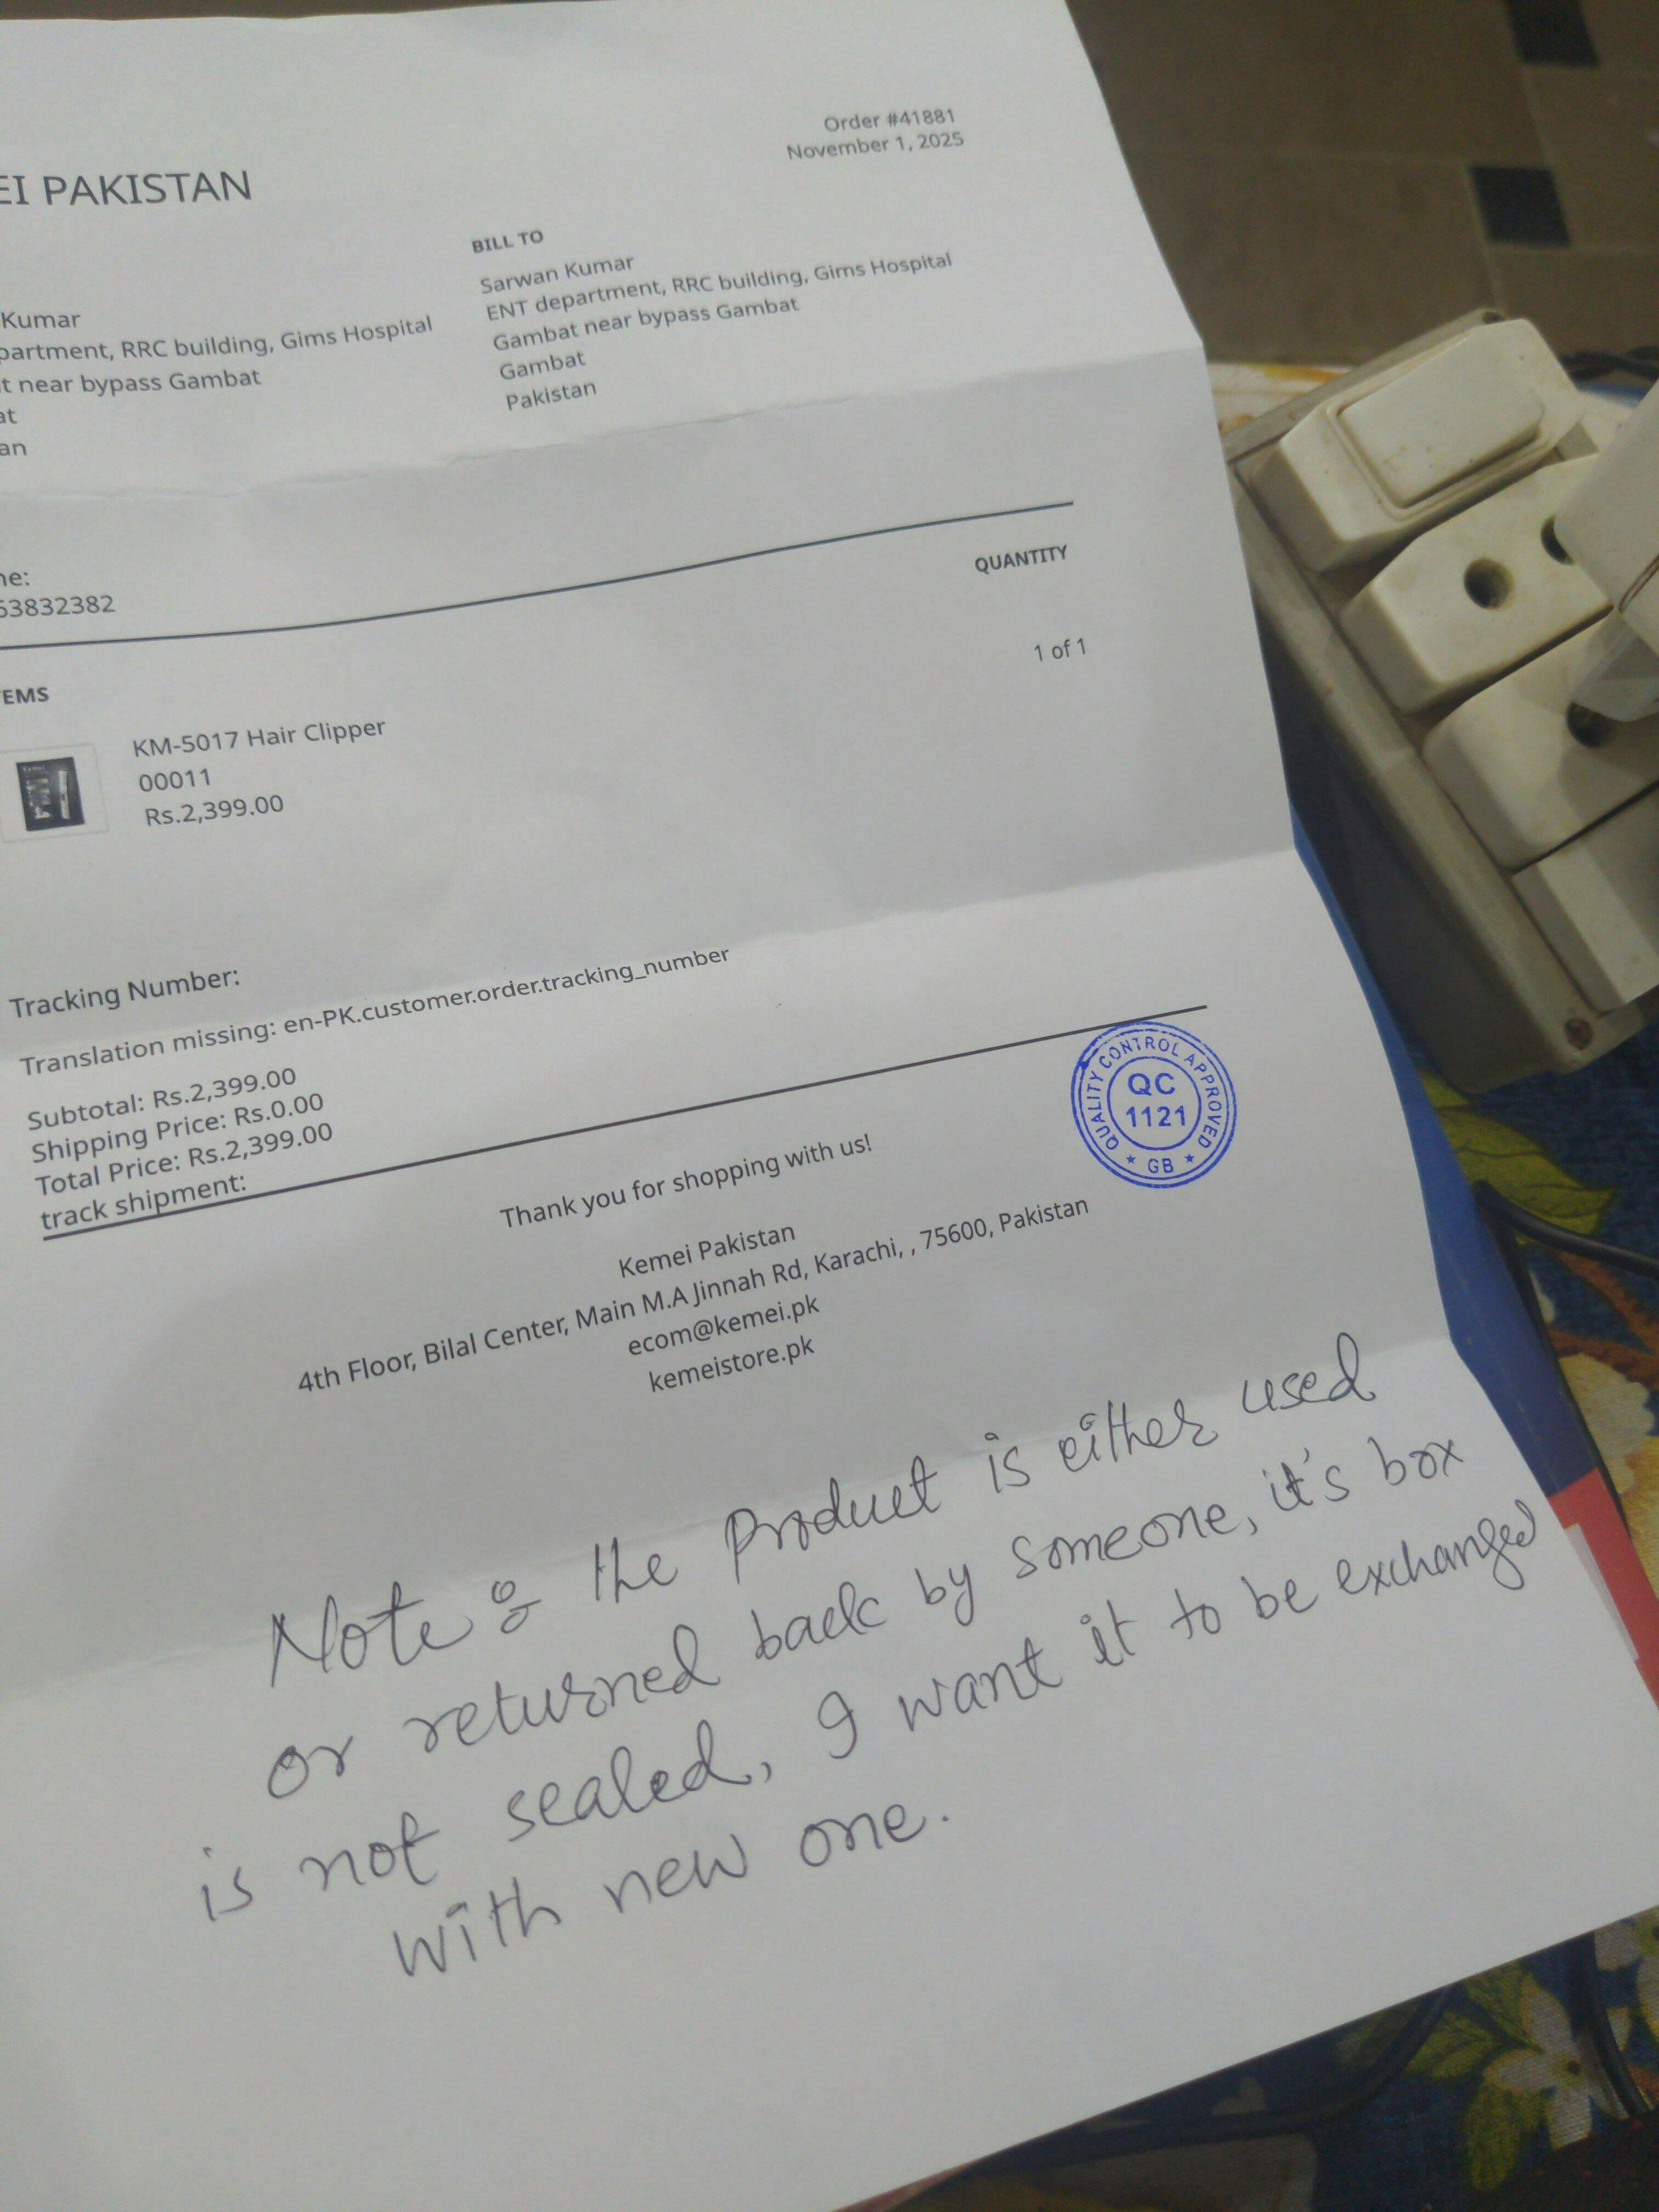 Order #41881
November 1, 2025
EI PAKISTAN
BILL TO
Sarwan Kumar
ENT department, RRC building, Gims Hospital
Gambat near bypass Gambat
Gambat
Pakistan
Kumar
partment, RRC building, Gims Hospital
t near bypass Gambat
at
an
ne:
53832382
QUANTITY
EMS
1 of 1
KM-5017 Hair Clipper
00011
Rs.2,399.00
Tracking Number:
Translation missing: en-PK.customer.order.tracking_number
Subtotal: Rs.2,399.00
Shipping Price: Rs.0.00
Total Price: Rs.2,399.00
track shipment:
QUALITY CONTROL APPROVED
QC
1121
★ GB ★
Thank you for shopping with us!
Kemei Pakistan
4th Floor, Bilal Center, Main M.A Jinnah Rd, Karachi, , 75600, Pakistan
ecom@kemei.pk
kemeistore.pk
Note : the Product is either used
or returned back by someone, it's box
is not sealed, I want it to be exchanged
with new one.